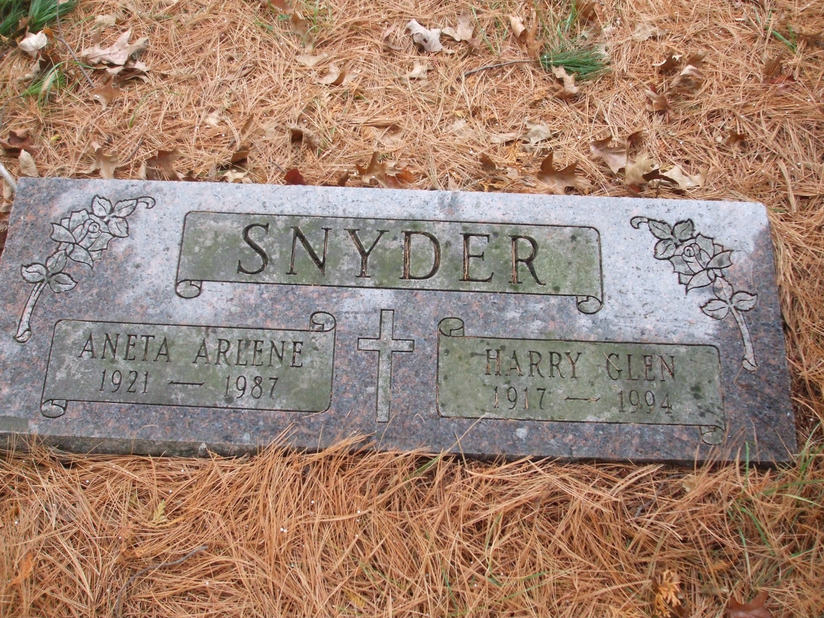 SNYDER
ANETA ARLENE
1921 — 1987
HARRY GLEN
1917 — 1994